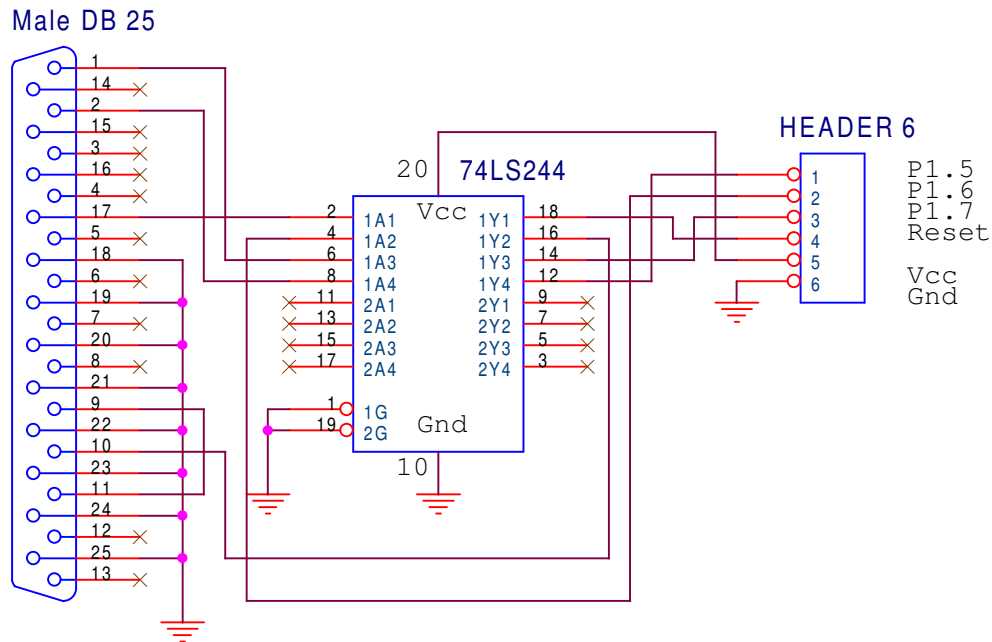 Male DB 25
1
14
2
15
3
16
4
17
5
18
6
19
7
20
8
21
9
22
10
23
11
24
12
25
13
20 74LS244
Vcc
2 1A1 1Y1 18
4 1A2 1Y2 16
6 1A3 1Y3 14
8 1A4 1Y4 12
11 2A1 2Y1 9
13 2A2 2Y2 7
15 2A3 2Y3 5
17 2A4 2Y4 3
1 1G
19 2G
Gnd
10
HEADER 6
1 P1.5
2 P1.6
3 P1.7
4 Reset
5 Vcc
6 Gnd